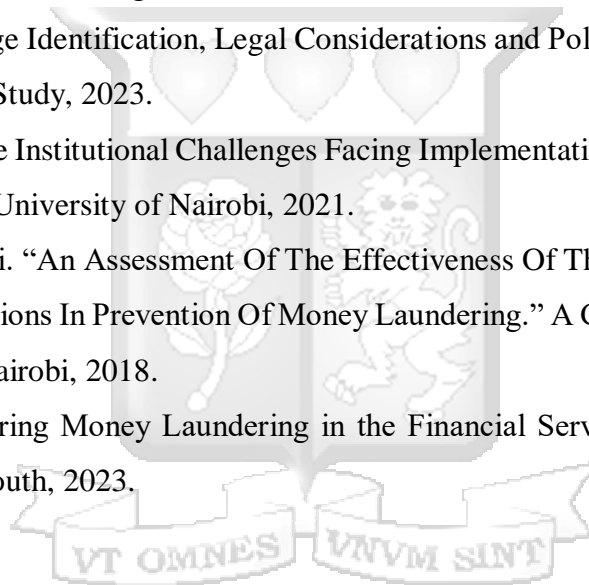 ge Identification, Legal Considerations and Pol
Study, 2023.
e Institutional Challenges Facing Implementati
University of Nairobi, 2021.
i. “An Assessment Of The Effectiveness Of Th
ions In Prevention Of Money Laundering.” A C
airobi, 2018.
ring Money Laundering in the Financial Serv
outh, 2023.
VT OMNES VNVM SINT